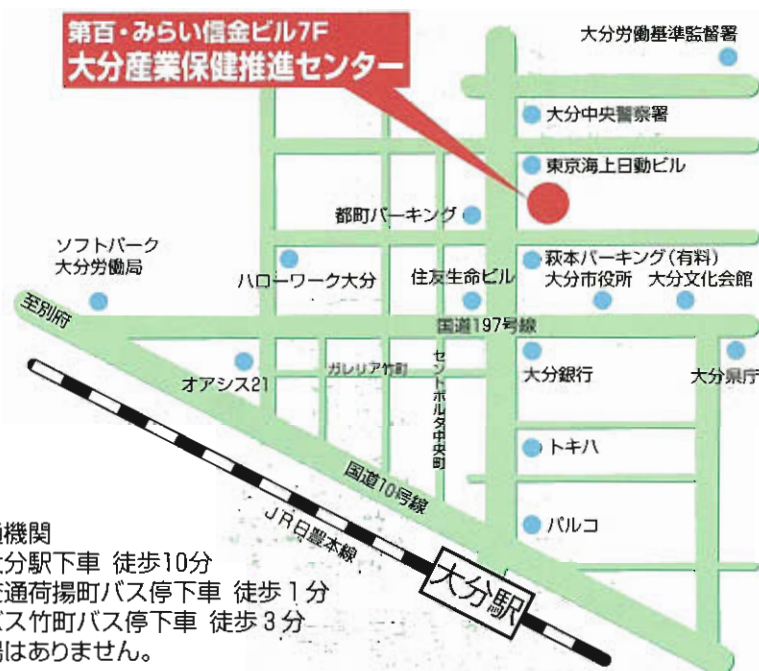 第百・みらい信金ビル7F
大分産業保健推進センター
大分労働基準監督署
大分中央警察署
東京海上日動ビル
都町パーキング
ソフトパーク
大分労働局
ハローワーク大分
住友生命ビル
萩本パーキング(有料)
大分市役所
大分文化会館
至別府
国道197号線
オアシス21
ガレリア竹町
セントポルタ中央町
大分銀行
大分県庁
トキハ
国道10号線
JR日豊本線
パルコ
大分駅
機関
大分駅下車 徒歩10分
通荷揚町バス停下車 徒歩1分
バス竹町バス停下車 徒歩3分
場はありません。